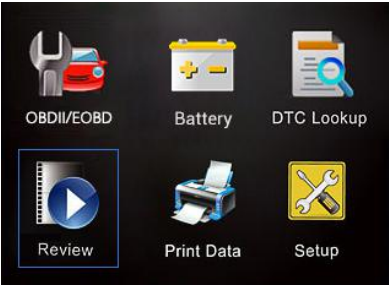 OBDII/EOBD
Battery
DTC Lookup
Review
Print Data
Setup